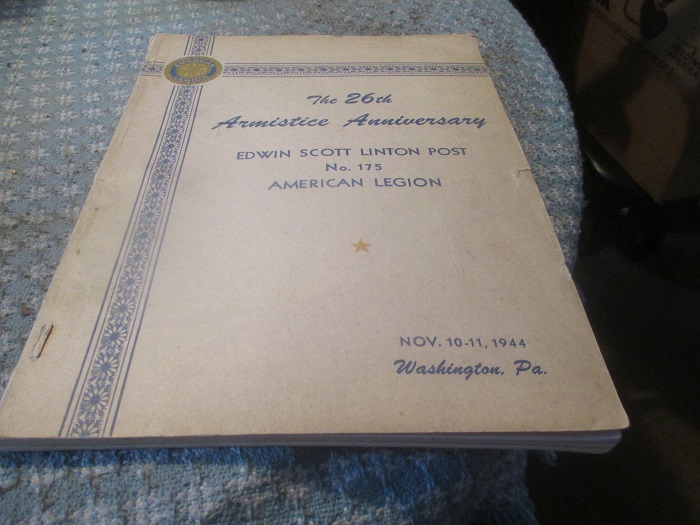 The 26th
Armistice Anniversary
EDWIN SCOTT LINTON POST
No. 175
AMERICAN LEGION
NOV. 10-11, 1944
Washington, Pa.